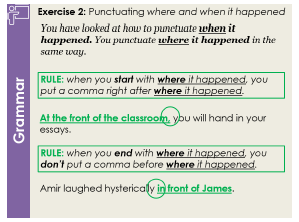 Exercise 2: Punctuating where and when it happened
You have looked at how to punctuate when it
happened. You punctuate where it happened in the
same way.
RULE: when you start with where it happened, you
put a comma right after where it happened.
At the front of the classroom, you will hand in your
essays.
RULE: when you end with where it happened, you
don't put a comma before where it happened.
Amir laughed hysterically in front of James.
Grammar